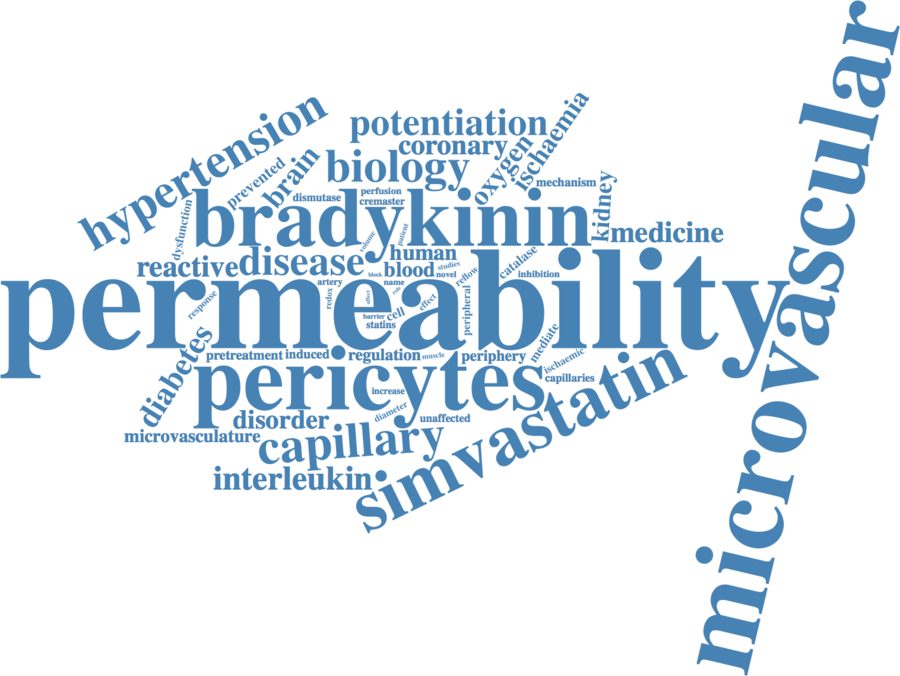 microvascular
hypertension
potentiation
coronary
oxygen
ischaemia
prevented
brain
biology
mechanism
dismutase
perfusion
cremaster
dysfunction
bradykinin
kidney
medicine
volume
patient
human
reactive
disease
blood
studies
block
novel
reflow
catalase
inhibition
artery
name
permeability
response
redox
affect
role
effect
barrier
cell
statins
peripheral
diabetes
pretreatment
induced
regulation
muscle
periphery
mediate
ischaemic
pericytes
increase
capillaries
simvastatin
diameter
unaffected
disorder
microvasculature
capillary
interleukin